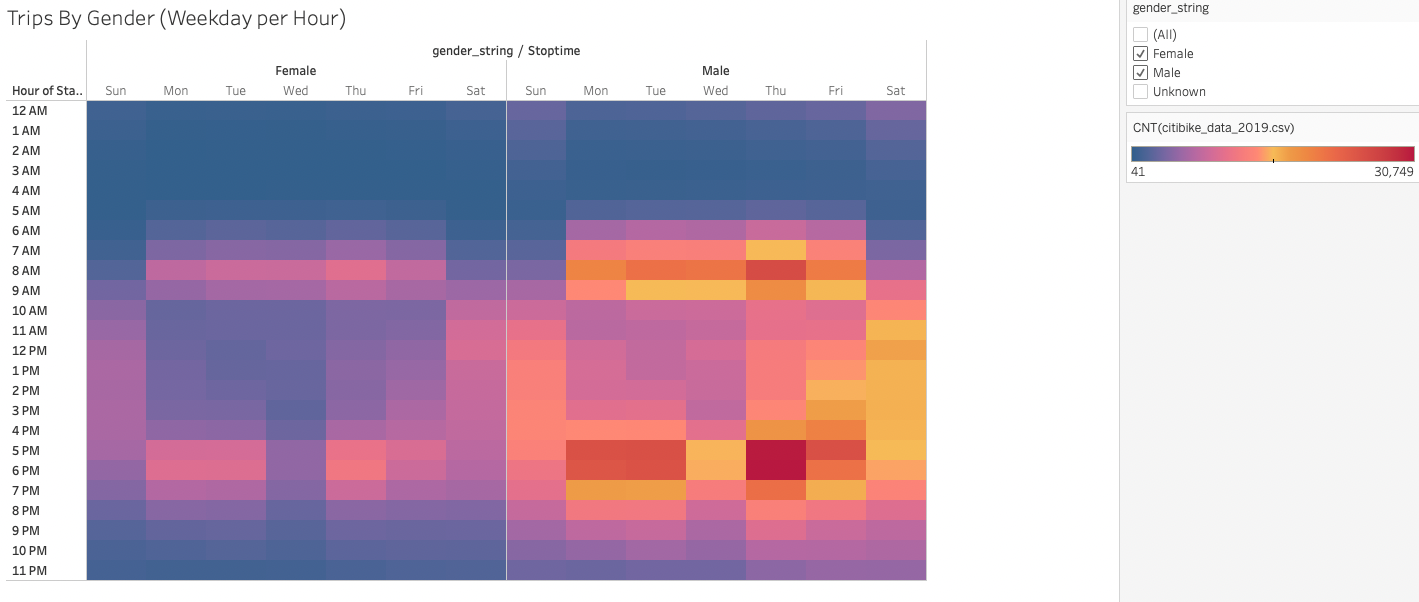 Trips By Gender (Weekday per Hour)
gender_string / Stoptime
Female Male
Hour of Sta.. Sun Mon Tue Wed Thu Fri Sat Sun Mon Tue Wed Thu Fri Sat
12 AM
1 AM
2 AM
3 AM
4 AM
5 AM
6 AM
7 AM
8 AM
9 AM
10 AM
11 AM
12 PM
1 PM
2 PM
3 PM
4 PM
5 PM
6 PM
7 PM
8 PM
9 PM
10 PM
11 PM
gender_string
(All)
Female
Male
Unknown
CNT(citibike_data_2019.csv)
41 30,749